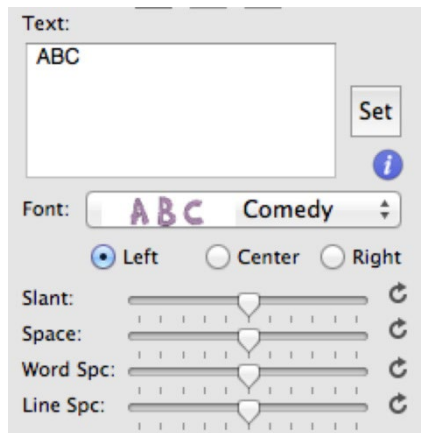 Text:
ABC
Set
i
Font: ABC Comedy
Left Center Right
Slant:
Space:
Word Spc:
Line Spc: